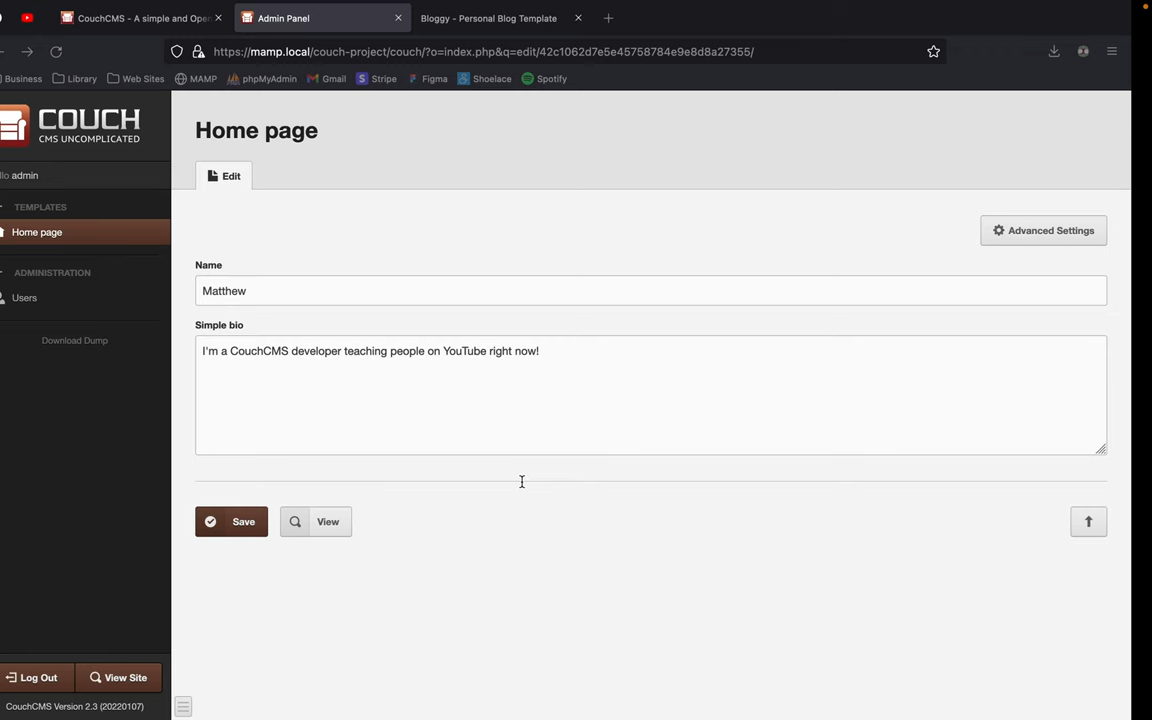 CouchCMS - A simple and Open
Admin Panel
Bloggy - Personal Blog Template
https://mamp.local/couch-project/couch/?o=index.php&q=edit/42c1062d7e5e45758784e9e8d8a27355/
Business
Library
Web Sites
MAMP
phpMyAdmin
Gmail
Stripe
Figma
Shoelace
Spotify
COUCH
CMS UNCOMPLICATED
llo admin
TEMPLATES
Home page
ADMINISTRATION
Users
Download Dump
Home page
Edit
Advanced Settings
Name
Matthew
Simple bio
I'm a CouchCMS developer teaching people on YouTube right now!
Save
View
Log Out
View Site
CouchCMS Version 2.3 (20220107)